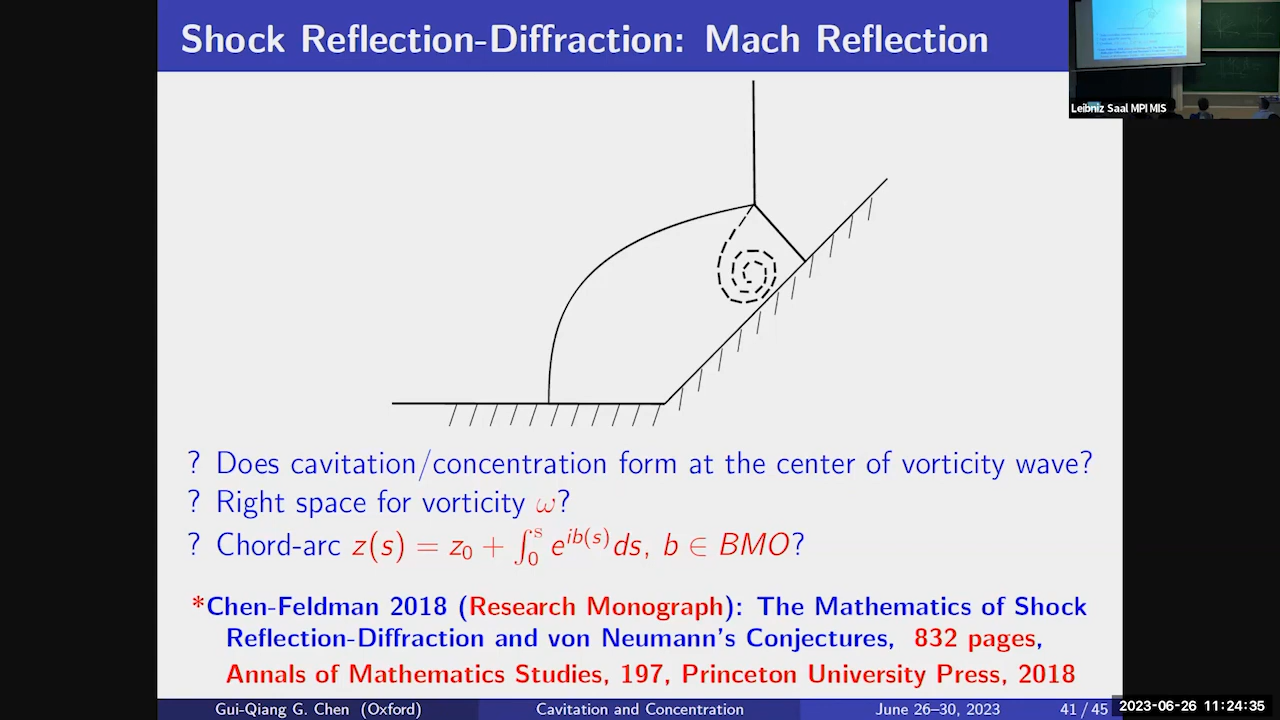 Shock Reflection-Diffraction: Mach Reflection
Leibniz Saal MPI MIS
? Does cavitation/concentration form at the center of vorticity wave?
? Right space for vorticity ω?
? Chord-arc z(s) = z₀ + ∫₀ˢ e^{ib(s)} ds, b ∈ BMO?
*Chen-Feldman 2018 (Research Monograph): The Mathematics of Shock
Reflection-Diffraction and von Neumann's Conjectures, 832 pages,
Annals of Mathematics Studies, 197, Princeton University Press, 2018
Gui-Qiang G. Chen (Oxford) Cavitation and Concentration June 26–30, 2023 41 / 45
2023-06-26 11:24:35